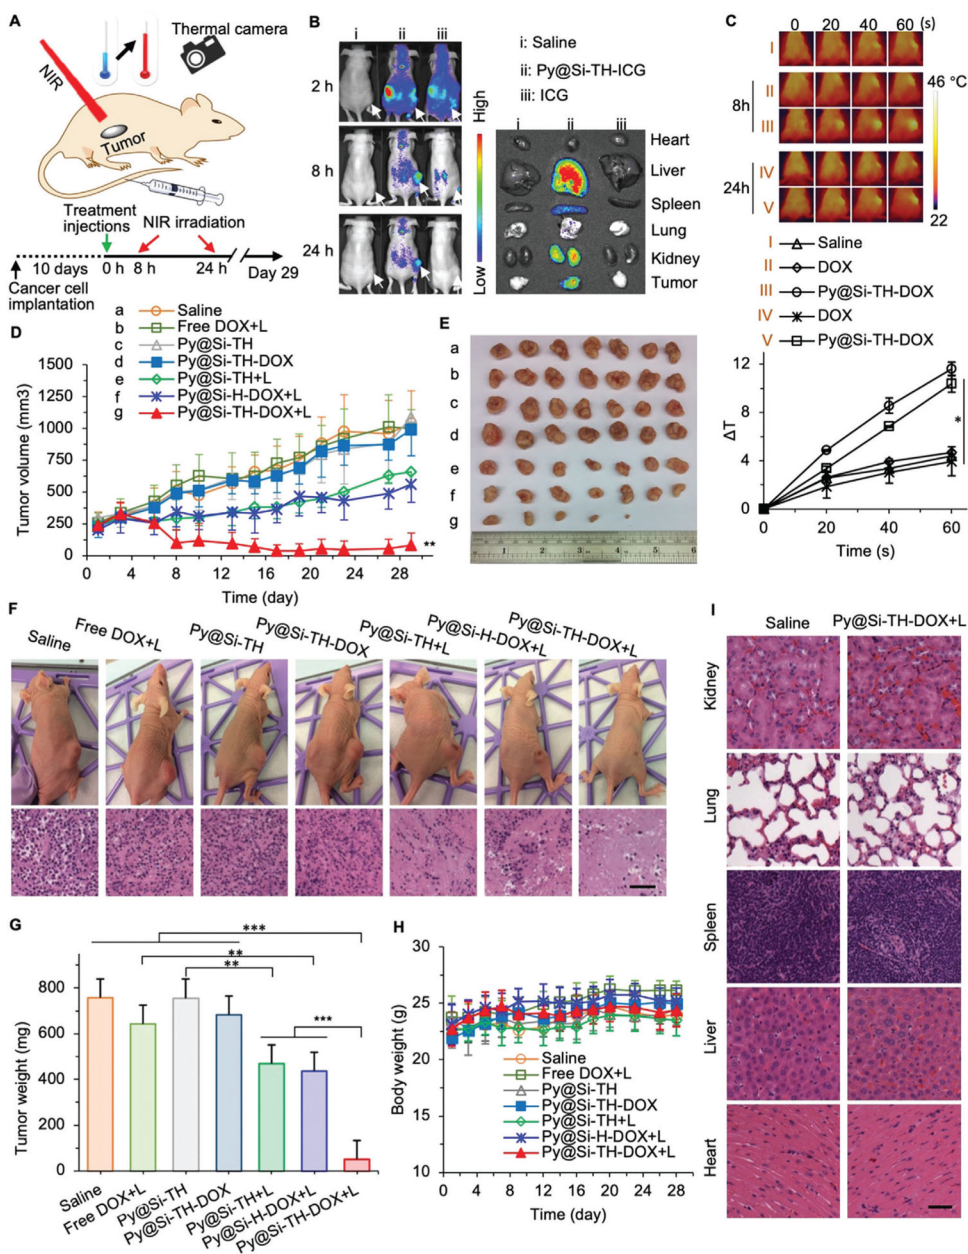 A
Thermal camera
NIR
Tumor
Treatment
injections
NIR irradiation
10 days
0 h
8 h
24 h
Day 29
Cancer cell
implantation
B
i
ii
iii
2 h
8 h
24 h
High
Low
i: Saline
ii: Py@Si-TH-ICG
iii: ICG
i
ii
iii
Heart
Liver
Spleen
Lung
Kidney
Tumor
C
0
20
40
60
(s)
I
8h
II
III
24h
IV
V
46 °C
22
I
Saline
II
DOX
III
Py@Si-TH-DOX
IV
DOX
V
Py@Si-TH-DOX
12
8
4
0
ΔT
*
0
20
40
60
Time (s)
D
a Saline
b Free DOX+L
c Py@Si-TH
d Py@Si-TH-DOX
e Py@Si-TH+L
f Py@Si-H-DOX+L
g Py@Si-TH-DOX+L
Tumor volume (mm3)
1500
1250
1000
750
500
250
0
**
0
4
8
12
16
19
23
28
Time (day)
E
a
b
c
d
e
f
g
1
2
3
4
5
6
F
Saline
Free DOX+L
Py@Si-TH
Py@Si-TH-DOX
Py@Si-TH+L
Py@Si-H-DOX+L
Py@Si-TH-DOX+L
G
***
**
**
***
Tumor weight (mg)
800
600
400
200
0
Saline
Free DOX+L
Py@Si-TH
Py@Si-TH-DOX
Py@Si-TH+L
Py@Si-H-DOX+L
Py@Si-TH-DOX+L
H
Body weight (g)
30
25
20
15
10
Saline
Free DOX+L
Py@Si-TH
Py@Si-TH-DOX
Py@Si-TH+L
Py@Si-H-DOX+L
Py@Si-TH-DOX+L
0
4
8
12
16
20
24
28
Time (day)
I
Saline
Py@Si-TH-DOX+L
Kidney
Lung
Spleen
Liver
Heart